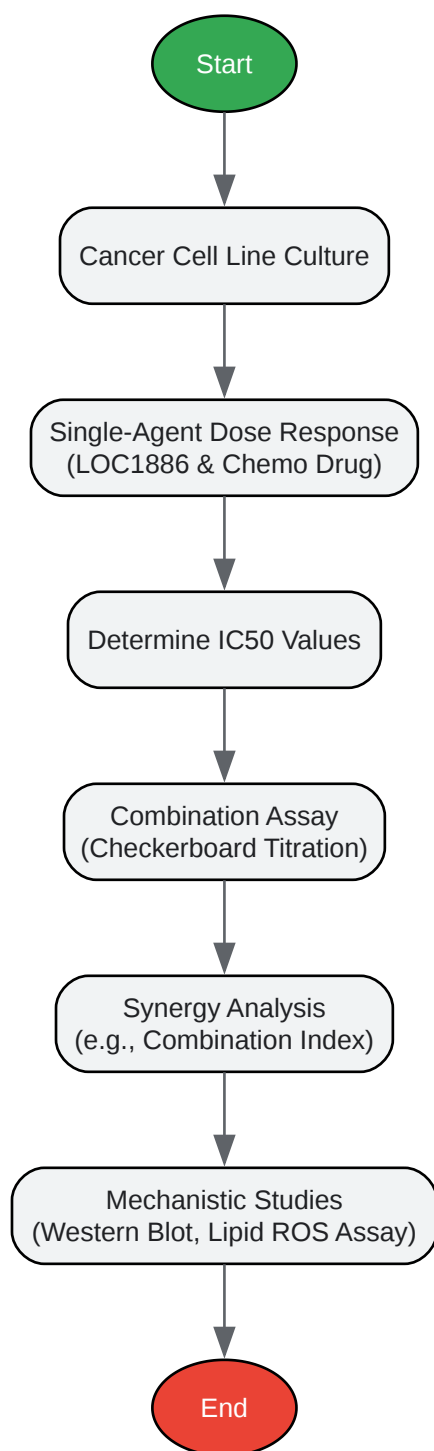 Start
Cancer Cell Line Culture
Single-Agent Dose Response
(LOC1886 & Chemo Drug)
Determine IC50 Values
Combination Assay
(Checkerboard Titration)
Synergy Analysis
(e.g., Combination Index)
Mechanistic Studies
(Western Blot, Lipid ROS Assay)
End